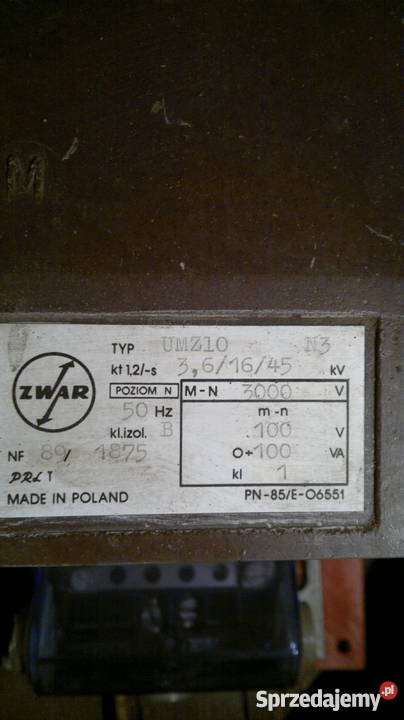 M
TYP UMZ10 N3
kt 1,2/-s 3,6/16/45 kV
ZWAR
POZIOM N M-N 3000 V
50 Hz m-n
kl.izol. B 100 V
NF 89/ 1875 0÷100 VA
PRL T kl 1
MADE IN POLAND PN-85/E-06551
Sprzedajemy.pl